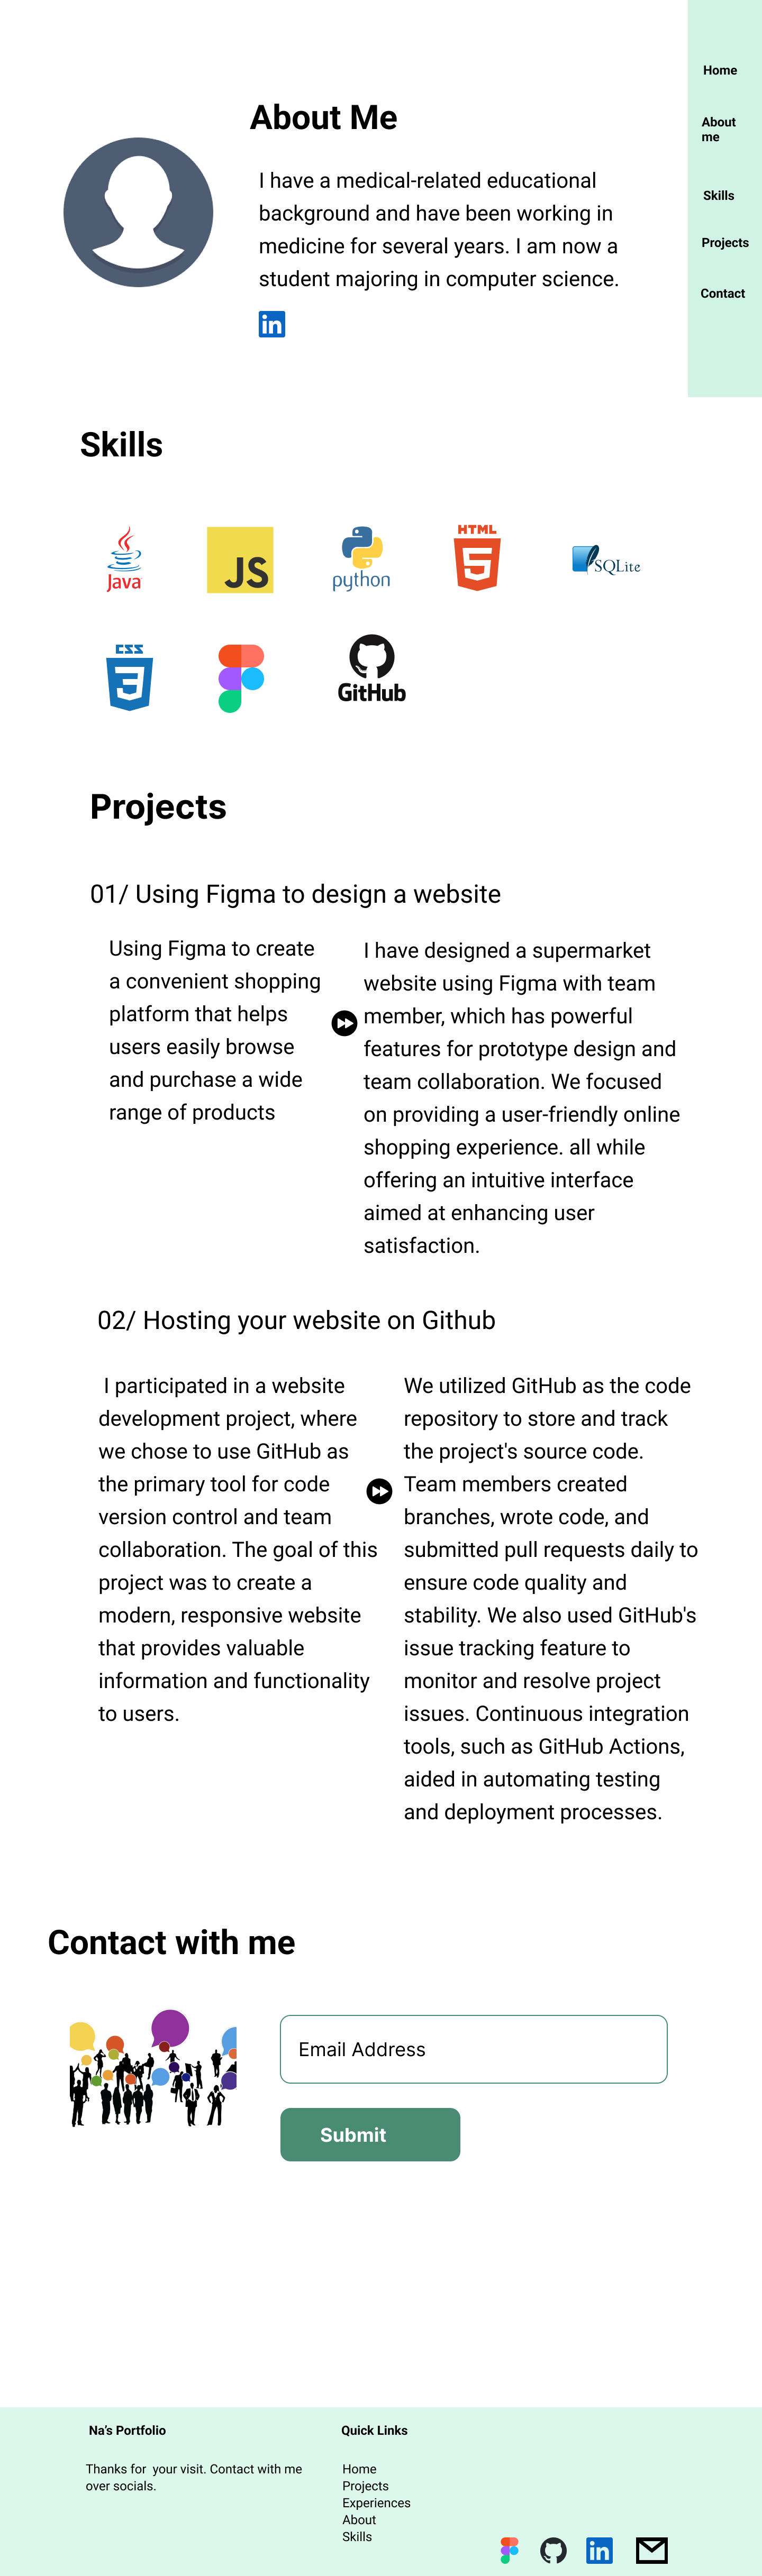 Home
About
me
Skills
Projects
Contact
About Me
I have a medical-related educational
background and have been working in
medicine for several years. I am now a
student majoring in computer science.
in
Skills
Java
JS
python
HTML
5
SQLite
CSS
3
GitHub
Projects
01/ Using Figma to design a website
Using Figma to create
a convenient shopping
platform that helps
users easily browse
and purchase a wide
range of products
I have designed a supermarket
website using Figma with team
member, which has powerful
features for prototype design and
team collaboration. We focused
on providing a user-friendly online
shopping experience. all while
offering an intuitive interface
aimed at enhancing user
satisfaction.
02/ Hosting your website on Github
I participated in a website
development project, where
we chose to use GitHub as
the primary tool for code
version control and team
collaboration. The goal of this
project was to create a
modern, responsive website
that provides valuable
information and functionality
to users.
We utilized GitHub as the code
repository to store and track
the project's source code.
Team members created
branches, wrote code, and
submitted pull requests daily to
ensure code quality and
stability. We also used GitHub's
issue tracking feature to
monitor and resolve project
issues. Continuous integration
tools, such as GitHub Actions,
aided in automating testing
and deployment processes.
Contact with me
Email Address
Submit
Na's Portfolio
Thanks for  your visit. Contact with me
over socials.
Quick Links
Home
Projects
Experiences
About
Skills
in